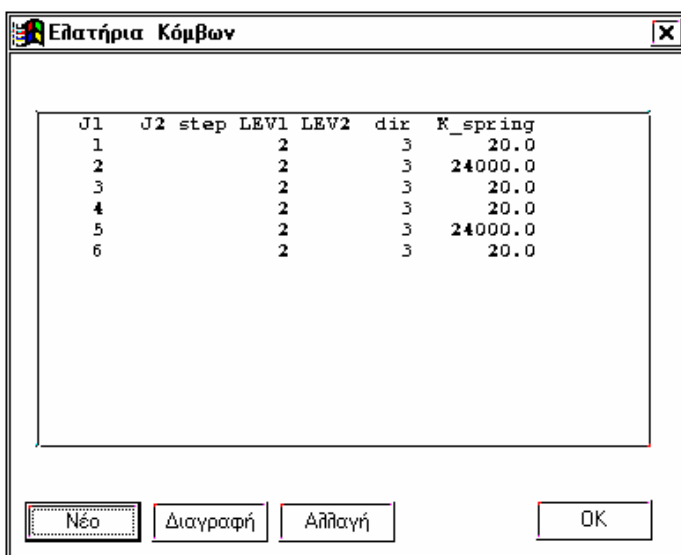 Ελατήρια Κόμβων
J1 J2 step LEV1 LEV2 dir K_spring
1 2 3 20.0
2 2 3 24000.0
3 2 3 20.0
4 2 3 20.0
5 2 3 24000.0
6 2 3 20.0
Νέο Διαγραφή Αλλαγή OK